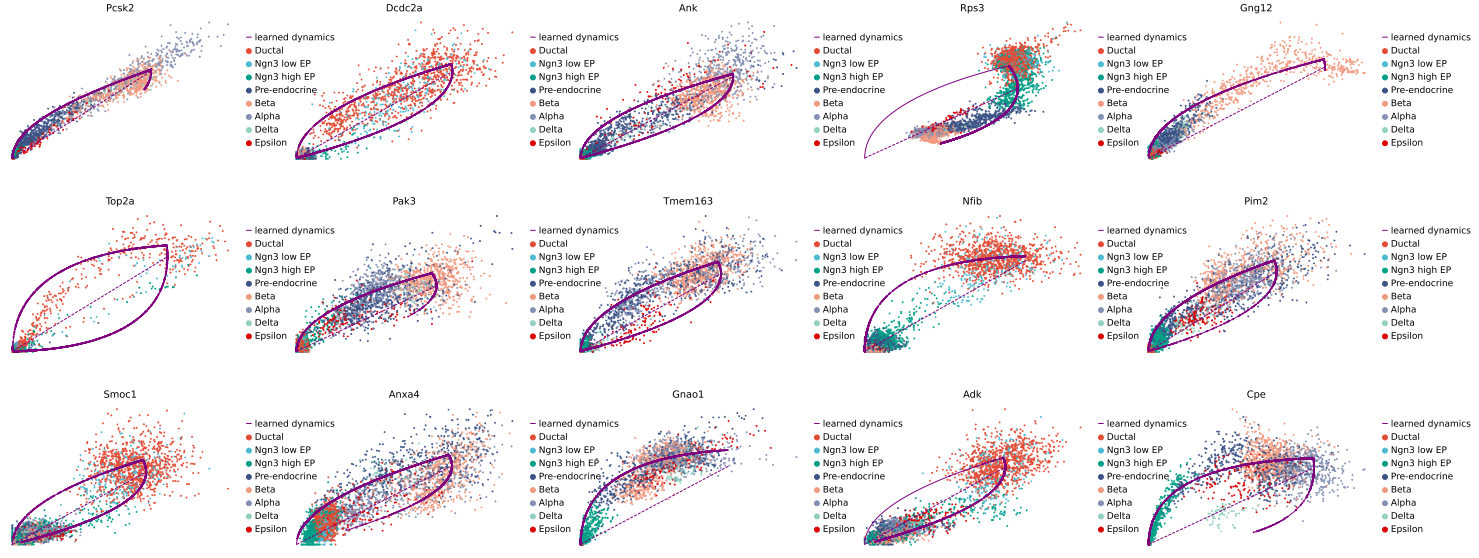 Pcsk2
learned dynamics
Ductal
Ngn3 low EP
Ngn3 high EP
Pre-endocrine
Beta
Alpha
Delta
Epsilon
Dcdc2a
learned dynamics
Ductal
Ngn3 low EP
Ngn3 high EP
Pre-endocrine
Beta
Alpha
Delta
Epsilon
Ank
learned dynamics
Ductal
Ngn3 low EP
Ngn3 high EP
Pre-endocrine
Beta
Alpha
Delta
Epsilon
Rps3
learned dynamics
Ductal
Ngn3 low EP
Ngn3 high EP
Pre-endocrine
Beta
Alpha
Delta
Epsilon
Gng12
learned dynamics
Ductal
Ngn3 low EP
Ngn3 high EP
Pre-endocrine
Beta
Alpha
Delta
Epsilon
Top2a
learned dynamics
Ductal
Ngn3 low EP
Ngn3 high EP
Pre-endocrine
Beta
Alpha
Delta
Epsilon
Pak3
learned dynamics
Ductal
Ngn3 low EP
Ngn3 high EP
Pre-endocrine
Beta
Alpha
Delta
Epsilon
Tmem163
learned dynamics
Ductal
Ngn3 low EP
Ngn3 high EP
Pre-endocrine
Beta
Alpha
Delta
Epsilon
Nfib
learned dynamics
Ductal
Ngn3 low EP
Ngn3 high EP
Pre-endocrine
Beta
Alpha
Delta
Epsilon
Pim2
learned dynamics
Ductal
Ngn3 low EP
Ngn3 high EP
Pre-endocrine
Beta
Alpha
Delta
Epsilon
Smoc1
learned dynamics
Ductal
Ngn3 low EP
Ngn3 high EP
Pre-endocrine
Beta
Alpha
Delta
Epsilon
Anxa4
learned dynamics
Ductal
Ngn3 low EP
Ngn3 high EP
Pre-endocrine
Beta
Alpha
Delta
Epsilon
Gnao1
learned dynamics
Ductal
Ngn3 low EP
Ngn3 high EP
Pre-endocrine
Beta
Alpha
Delta
Epsilon
Adk
learned dynamics
Ductal
Ngn3 low EP
Ngn3 high EP
Pre-endocrine
Beta
Alpha
Delta
Epsilon
Cpe
learned dynamics
Ductal
Ngn3 low EP
Ngn3 high EP
Pre-endocrine
Beta
Alpha
Delta
Epsilon